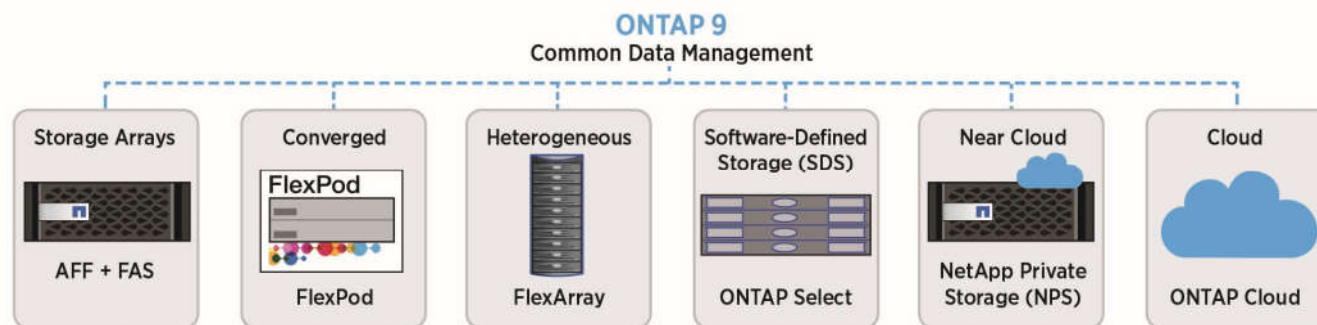 ONTAP 9
Common Data Management
Storage Arrays
AFF + FAS
Converged
FlexPod
FlexPod
Heterogeneous
FlexArray
Software-Defined
Storage (SDS)
ONTAP Select
Near Cloud
NetApp Private
Storage (NPS)
Cloud
ONTAP Cloud